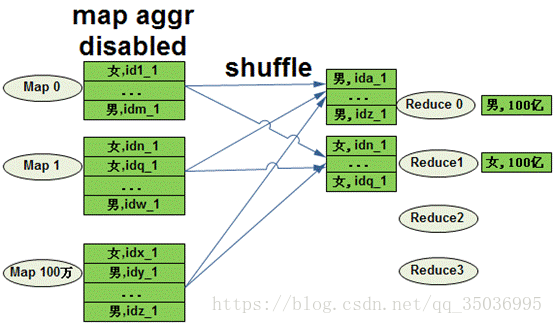 map aggr
disabled
shuffle
Map 0
女,id1_1
...
男,idm_1
Map 1
女,idn_1
女,idq_1
...
男,idw_1
Map 100万
女,idx_1
男,idy_1
...
男,idz_1
男,ida_1
...
男,idz_1
Reduce 0
男,100亿
女,idn_1
...
女,idq_1
Reduce1
女,100亿
Reduce2
Reduce3
https://blog.csdn.net/qq_35036995